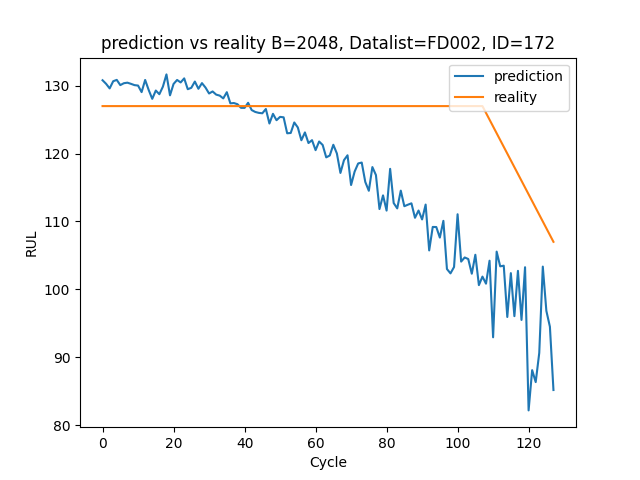 prediction vs reality B=2048, Datalist=FD002, ID=172
prediction
reality
RUL
130
120
110
100
90
80
0 20 40 60 80 100 120
Cycle